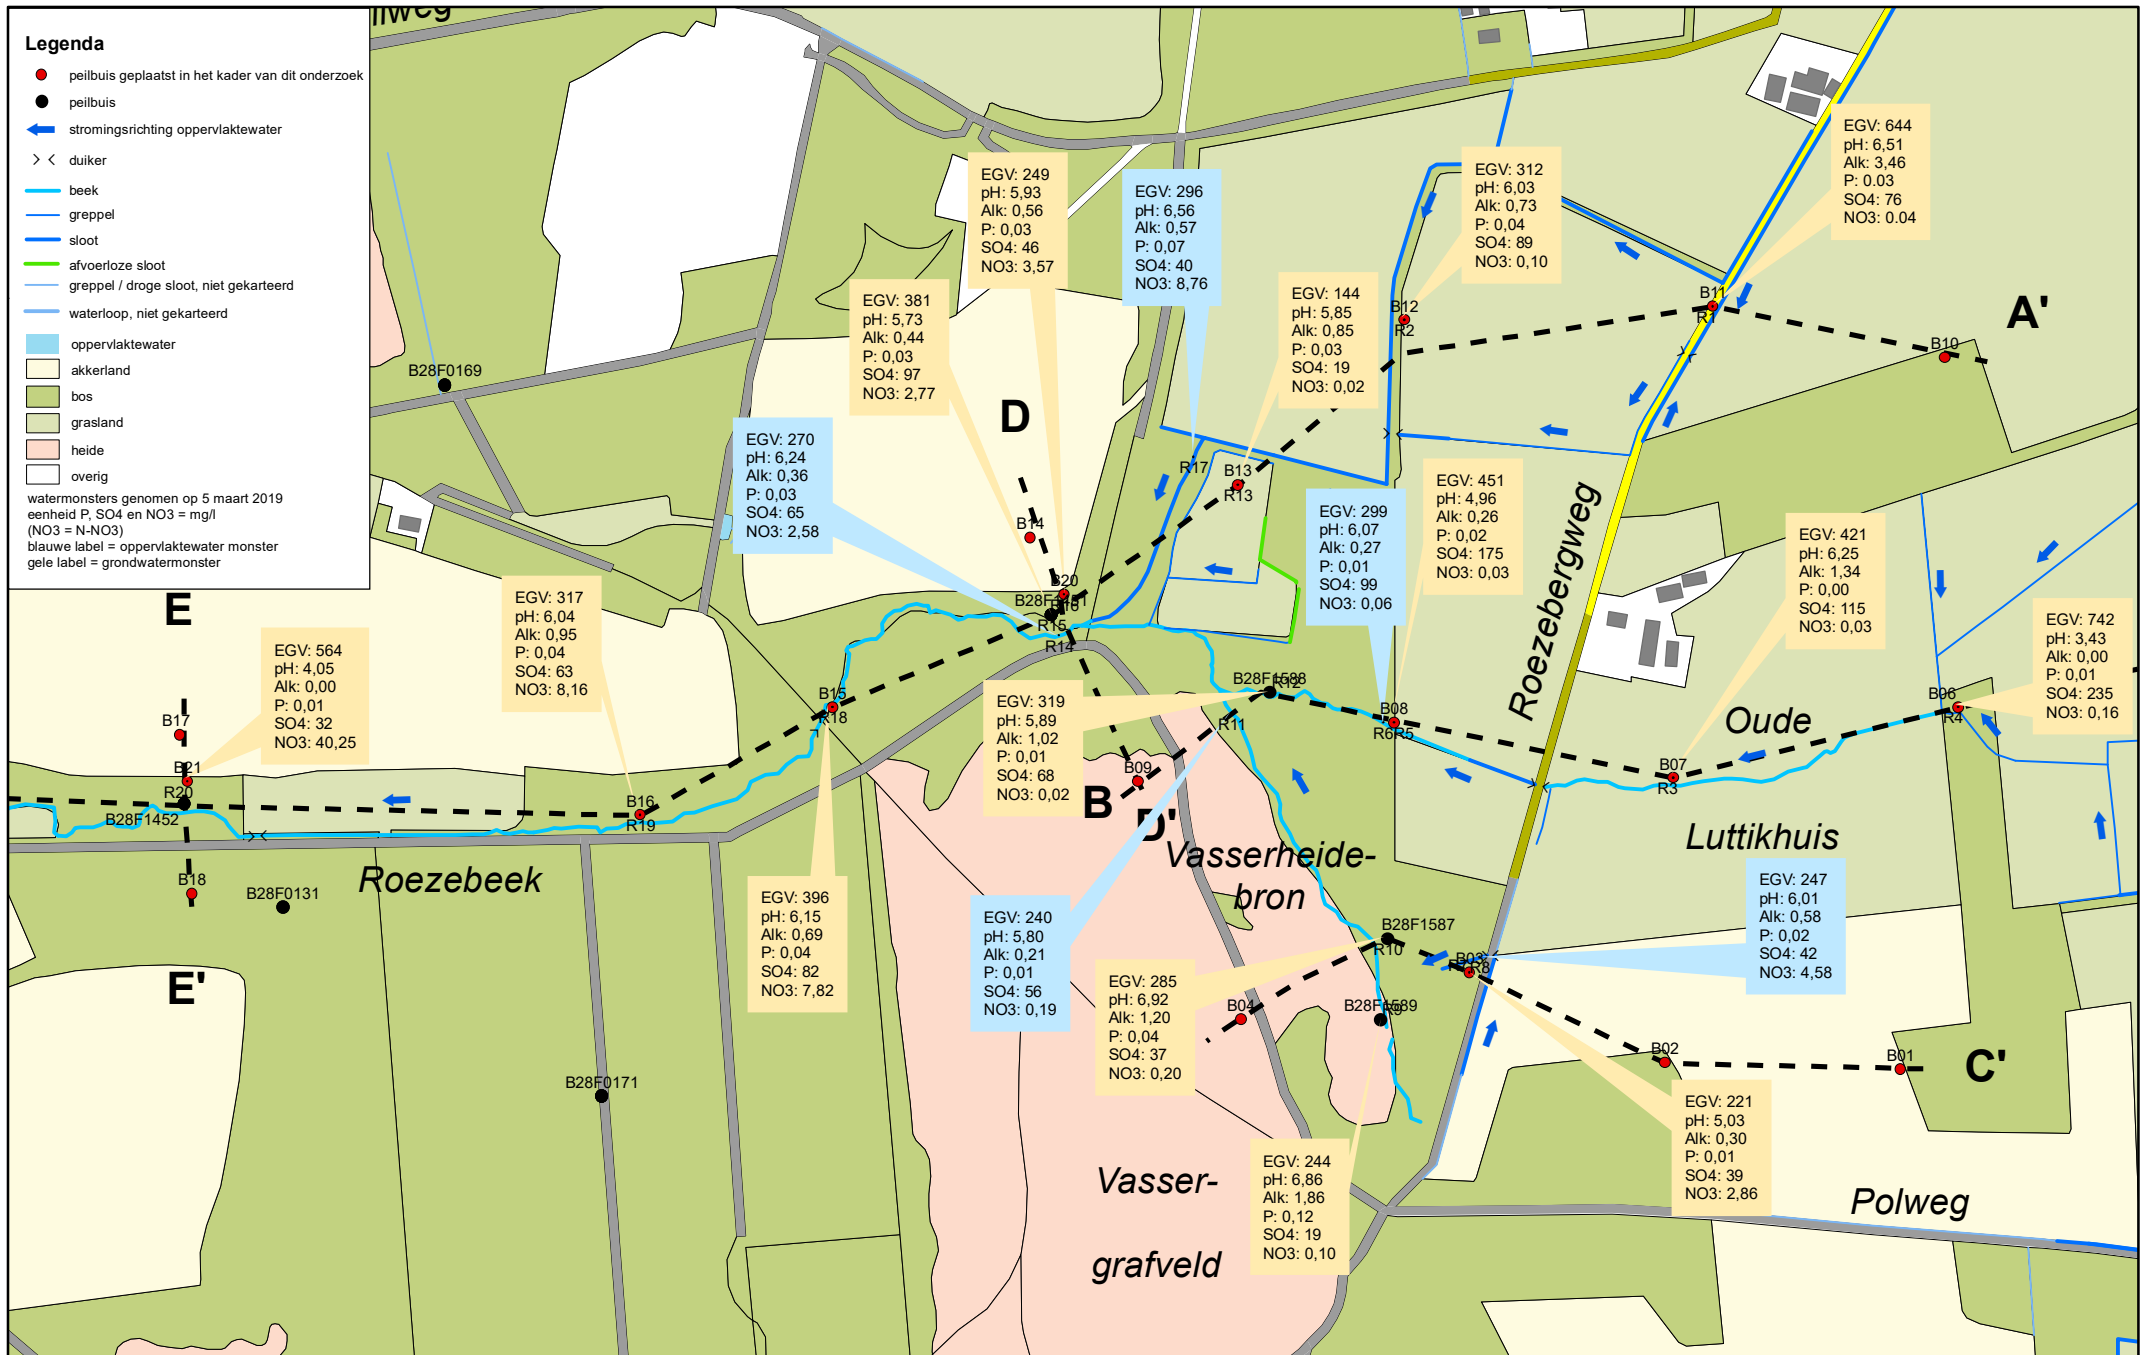 llweg
Legenda
peilbuis geplaatst in het kader van dit onderzoek
peilbuis
stromingsrichting oppervlaktewater
duiker
beek
greppel
sloot
afvoerloze sloot
greppel / droge sloot, niet gekarteerd
waterloop, niet gekarteerd
oppervlaktewater
akkerland
bos
grasland
heide
overig
watermonsters genomen op 5 maart 2019
eenheid P, SO4 en NO3 = mg/l
(NO3 = N-NO3)
blauwe label = oppervlaktewater monster
gele label = grondwatermonster
EGV: 644
pH: 6,51
Alk: 3,46
P: 0.03
SO4: 76
NO3: 0.04
EGV: 312
pH: 6,03
Alk: 0,73
P: 0,04
SO4: 89
NO3: 0,10
EGV: 249
pH: 5,93
Alk: 0,56
P: 0,03
SO4: 46
NO3: 3,57
EGV: 296
pH: 6,56
Alk: 0,57
P: 0,07
SO4: 40
NO3: 8,76
EGV: 144
pH: 5,85
Alk: 0,85
P: 0,03
SO4: 19
NO3: 0,02
EGV: 381
pH: 5,73
Alk: 0,44
P: 0,03
SO4: 97
NO3: 2,77
B12
R2
B11
R1
B10
A'
B28F0169
D
EGV: 270
pH: 6,24
Alk: 0,36
P: 0,03
SO4: 65
NO3: 2,58
R17
B13
R13
EGV: 451
pH: 4,96
Alk: 0,26
P: 0,02
SO4: 175
NO3: 0,03
EGV: 299
pH: 6,07
Alk: 0,27
P: 0,01
SO4: 99
NO3: 0,06
Roezebergweg
EGV: 421
pH: 6,25
Alk: 1,34
P: 0,00
SO4: 115
NO3: 0,03
B14
B20
R15
R14
E
EGV: 317
pH: 6,04
Alk: 0,95
P: 0,04
SO4: 63
NO3: 8,16
EGV: 564
pH: 4,05
Alk: 0,00
P: 0,01
SO4: 32
NO3: 40,25
EGV: 742
pH: 3,43
Alk: 0,00
P: 0,01
SO4: 235
NO3: 0,16
B06
R4
Oude
B28F1588
R12
EGV: 319
pH: 5,89
Alk: 1,02
P: 0,01
SO4: 68
NO3: 0,02
R11
B08
R6
R5
B15
R18
B17
B21
R20
B28F1452
B16
R19
B09
B
D'
B07
R3
Luttikhuis
Vasserheide-
bron
Roezebeek
B18
B28F0131
E'
EGV: 396
pH: 6,15
Alk: 0,69
P: 0,04
SO4: 82
NO3: 7,82
EGV: 240
pH: 5,80
Alk: 0,21
P: 0,01
SO4: 56
NO3: 0,19
EGV: 247
pH: 6,01
Alk: 0,58
P: 0,02
SO4: 42
NO3: 4,58
B28F1587
R10
B03
R8
EGV: 285
pH: 6,92
Alk: 1,20
P: 0,04
SO4: 37
NO3: 0,20
B04
B28F1589
R9
B02
B01
C'
B28F0171
EGV: 221
pH: 5,03
Alk: 0,30
P: 0,01
SO4: 39
NO3: 2,86
EGV: 244
pH: 6,86
Alk: 1,86
P: 0,12
SO4: 19
NO3: 0,10
Vasser-
grafveld
Polweg